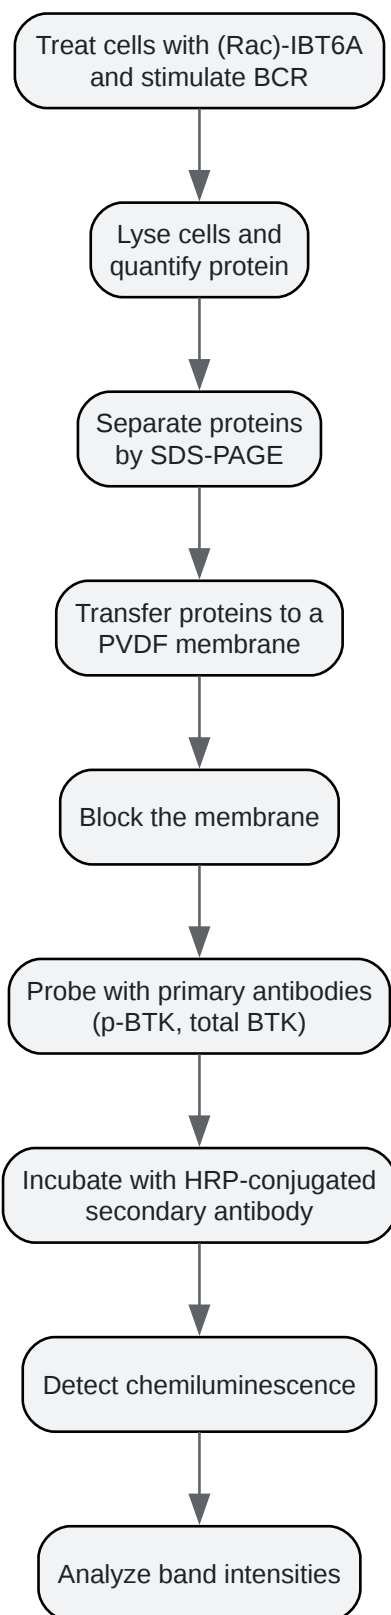 Treat cells with (Rac)-IBT6A
and stimulate BCR
Lyse cells and
quantify protein
Separate proteins
by SDS-PAGE
Transfer proteins to a
PVDF membrane
Block the membrane
Probe with primary antibodies
(p-BTK, total BTK)
Incubate with HRP-conjugated
secondary antibody
Detect chemiluminescence
Analyze band intensities